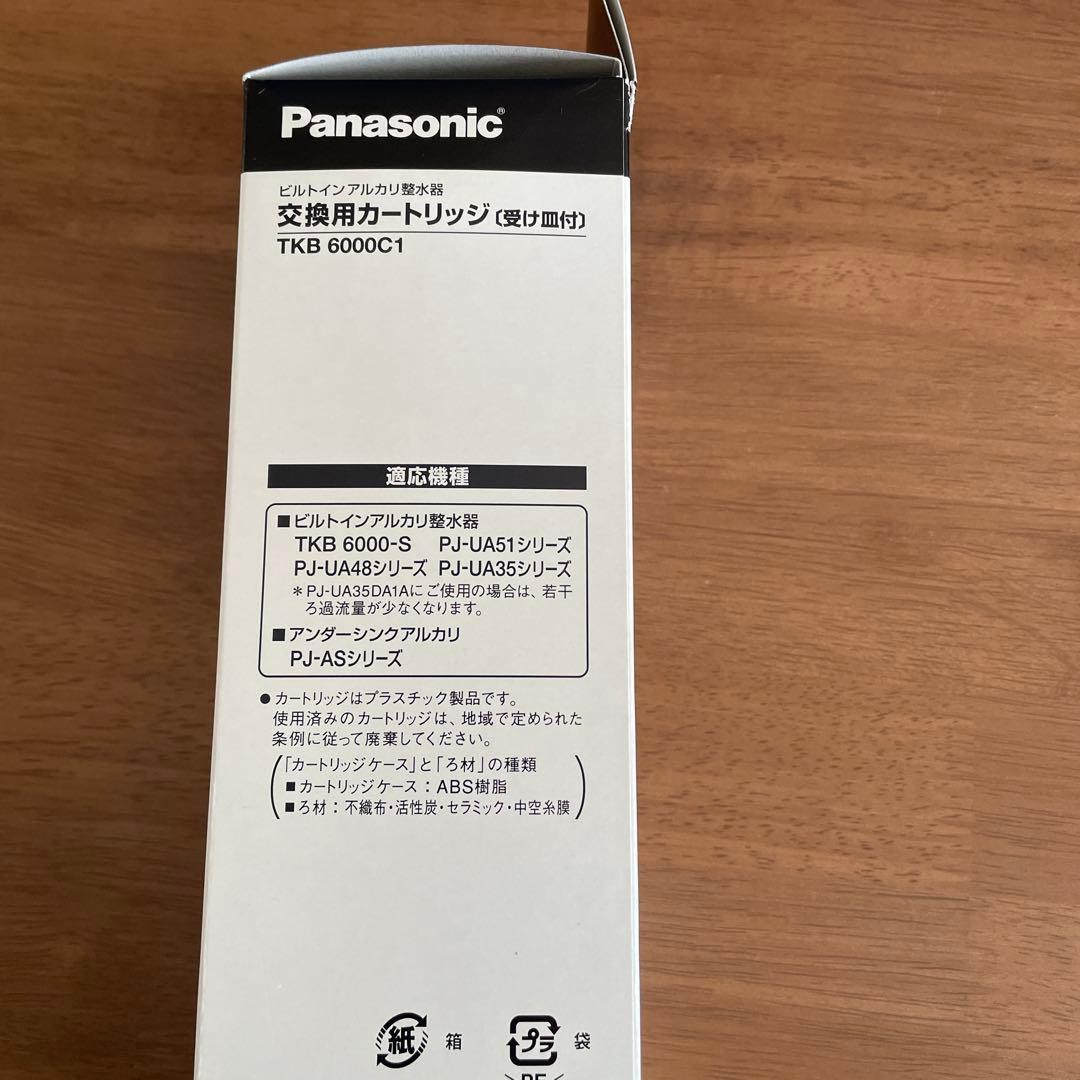 Panasonic®
ビルトインアルカリ整水器
交換用カートリッジ〔受け皿付〕
TKB 6000C1
適応機種
■ビルトインアルカリ整水器
TKB 6000-S PJ-UA51シリーズ
PJ-UA48シリーズ PJ-UA35シリーズ
＊PJ-UA35DA1Aにご使用の場合は、若干
ろ過流量が少なくなります。
■アンダーシンクアルカリ
PJ-ASシリーズ
●カートリッジはプラスチック製品です。
使用済みのカートリッジは、地域で定められた
条例に従って廃棄してください。
「カートリッジケース」と「ろ材」の種類
■カートリッジケース：ABS樹脂
■ろ材：不織布・活性炭・セラミック・中空糸膜
紙 箱 プラ 袋
>PE<